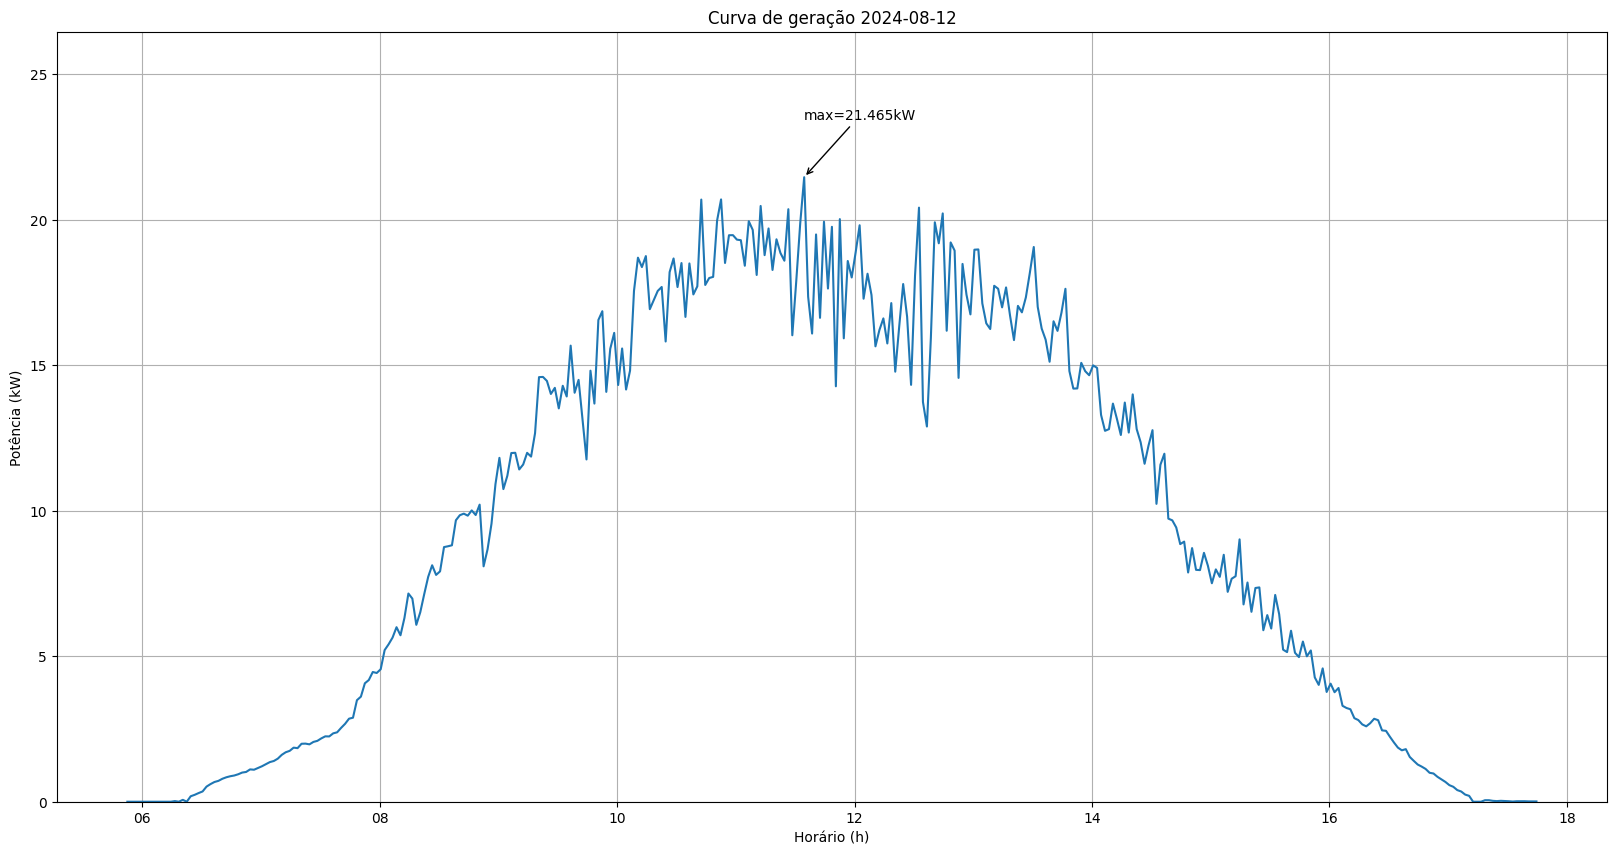 Curva de geração 2024-08-12
25
max=21.465kW
20
15
Potência (kW)
10
5
0
06 08 10 12 14 16 18
Horário (h)